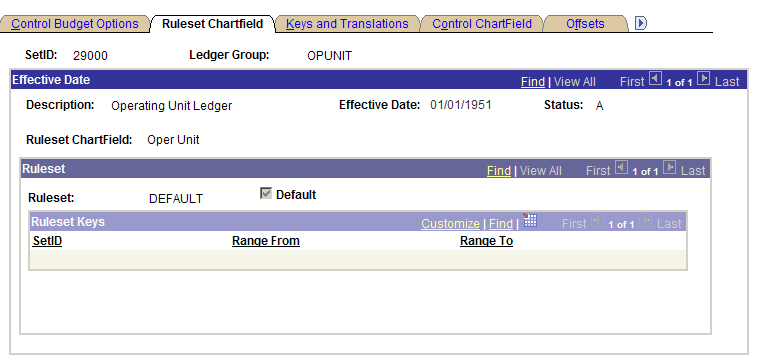 Control Budget Options Ruleset Chartfield Keys and Translations Control ChartField Offsets
SetID: 29000 Ledger Group: OPUNIT
Effective Date Find | View All First 1 of 1 Last
Description: Operating Unit Ledger Effective Date: 01/01/1951 Status: A
Ruleset ChartField: Oper Unit
Ruleset Find | View All First 1 of 1 Last
Ruleset: DEFAULT Default
Ruleset Keys Customize | Find | First 1 of 1 Last
SetID Range From Range To